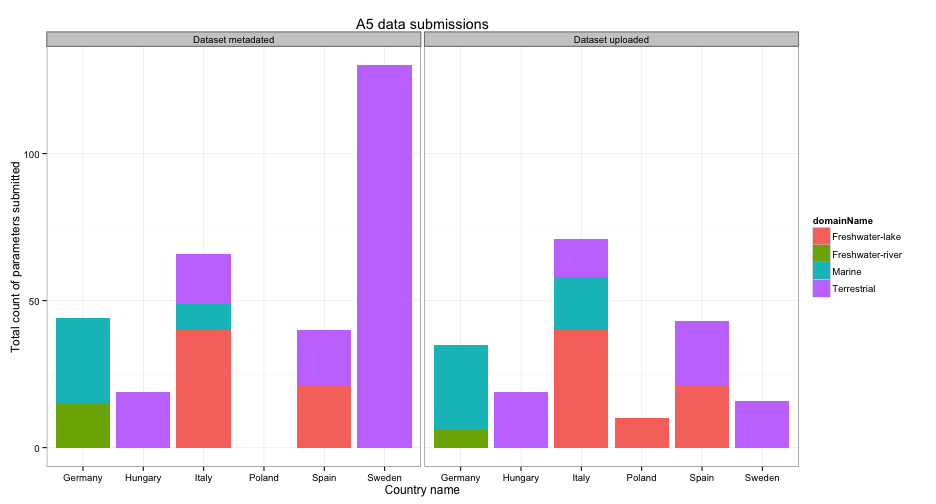 A5 data submissions
Dataset metadated
Dataset uploaded
Total count of parameters submitted
100
50
0
Germany Hungary Italy Poland Spain Sweden
Germany Hungary Italy Poland Spain Sweden
Country name
domainName
Freshwater-lake
Freshwater-river
Marine
Terrestrial